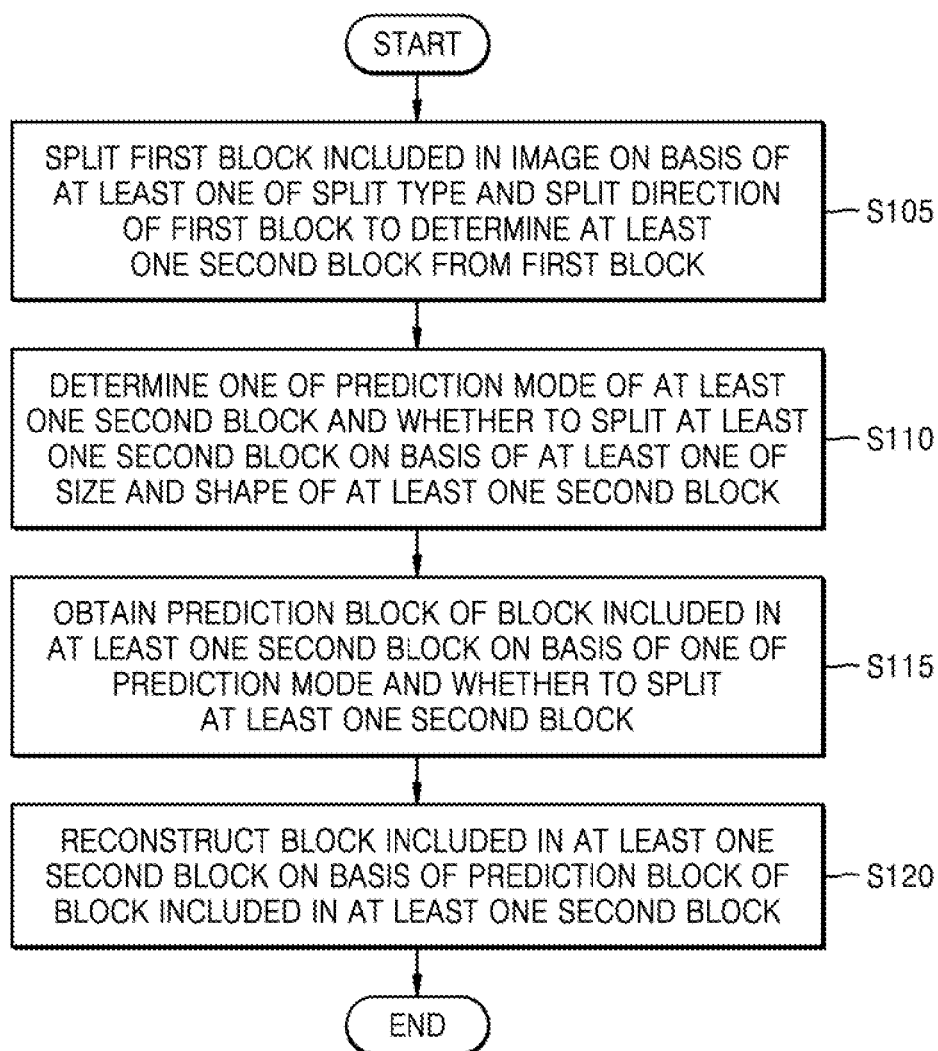 START
SPLIT FIRST BLOCK INCLUDED IN IMAGE ON BASIS OF
AT LEAST ONE OF SPLIT TYPE AND SPLIT DIRECTION
OF FIRST BLOCK TO DETERMINE AT LEAST
ONE SECOND BLOCK FROM FIRST BLOCK
S105
DETERMINE ONE OF PREDICTION MODE OF AT LEAST
ONE SECOND BLOCK AND WHETHER TO SPLIT AT LEAST
ONE SECOND BLOCK ON BASIS OF AT LEAST ONE OF
SIZE AND SHAPE OF AT LEAST ONE SECOND BLOCK
S110
OBTAIN PREDICTION BLOCK OF BLOCK INCLUDED IN
AT LEAST ONE SECOND BLOCK ON BASIS OF ONE OF
PREDICTION MODE AND WHETHER TO SPLIT
AT LEAST ONE SECOND BLOCK
S115
RECONSTRUCT BLOCK INCLUDED IN AT LEAST ONE
SECOND BLOCK ON BASIS OF PREDICTION BLOCK OF
BLOCK INCLUDED IN AT LEAST ONE SECOND BLOCK
S120
END